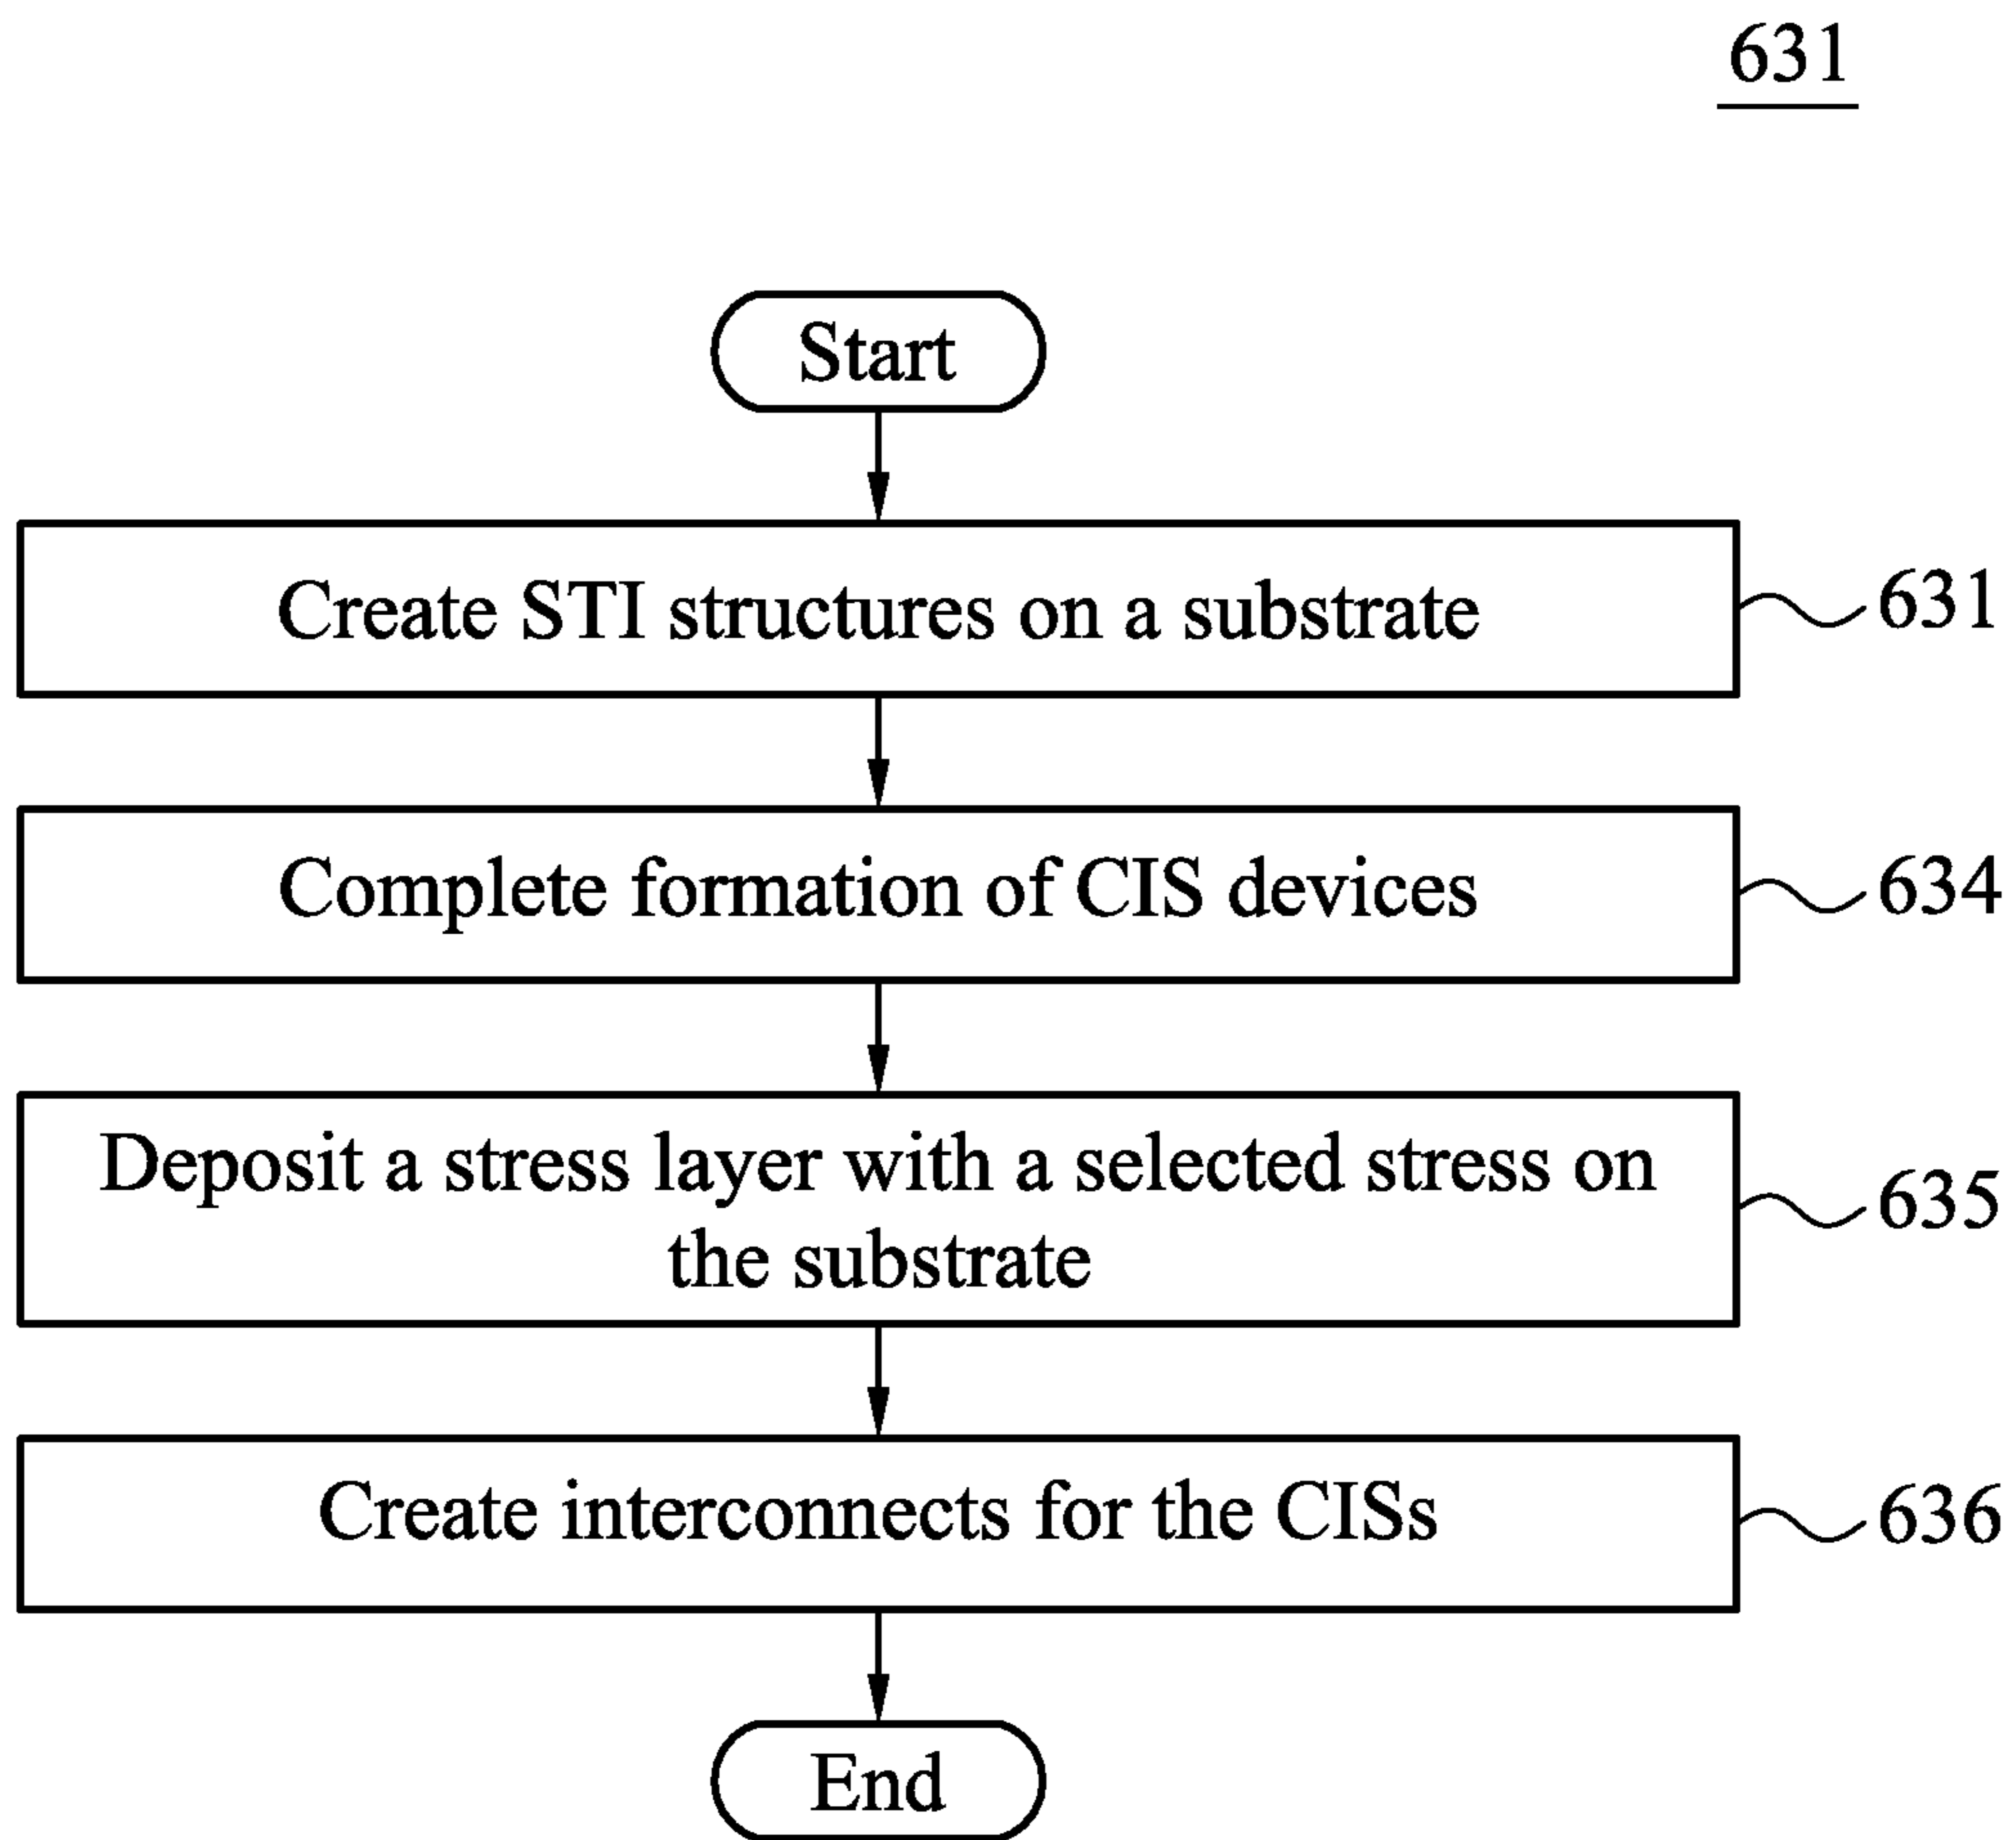 631
Start
Create STI structures on a substrate
631
Complete formation of CIS devices
634
Deposit a stress layer with a selected stress on
the substrate
635
Create interconnects for the CISs
636
End